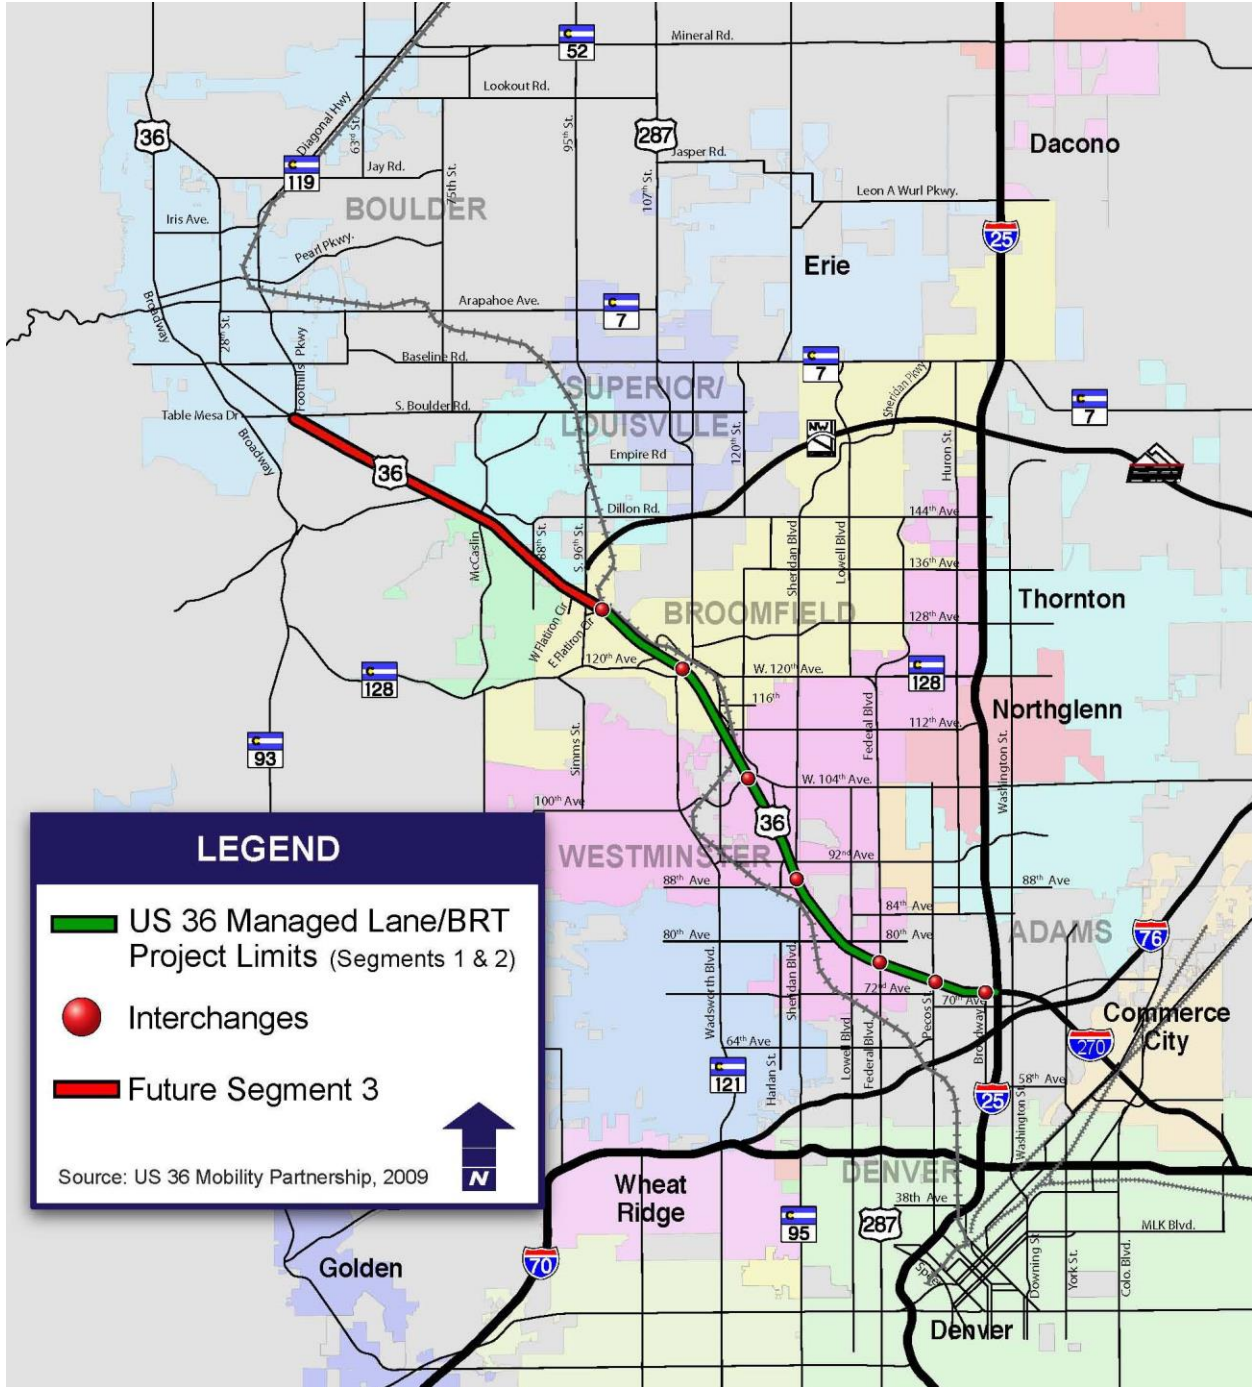 Mineral Rd.
C
52
Lookout Rd.
Diagonal Hwy
63rd St.
95th St.
36
287
Dacono
C
119
Jay Rd.
75th St.
Jasper Rd.
107th St.
Leon A Wurl Pkwy.
BOULDER
Iris Ave.
Pearl Pkwy.
25
Erie
Broadway
Arapahoe Ave.
C
7
28th St.
Foothills Pkwy
Baseline Rd.
C
7
Sheridan Pkwy
SUPERIOR/
LOUISVILLE
Table Mesa Dr
S. Boulder Rd.
C
7
Broadway
120th St.
NW
Huron St.
36
Empire Rd
Dillon Rd.
144th Ave
McCaslin
88th St.
S. 96th St.
Sheridan Blvd
Lowell Blvd
136th Ave
BROOMFIELD
Thornton
128th Ave
W Flatiron Cir
E Flatiron Cir
120th Ave
W. 120th Ave.
C
128
C
128
116th
Federal Blvd
Northglenn
112th Ave.
C
93
Simms St.
Washington St.
W. 104th Ave.
100th Ave
36
WESTMINSTER
92nd Ave
88th Ave
88th Ave
84th Ave
80th Ave
80th Ave
ADAMS
76
Wadsworth Blvd.
Sheridan Blvd.
72nd Ave
70th Ave
Pecos St.
Broadway
Commerce
City
64th Ave
Lowell Blvd
Federal Blvd.
270
C
121
Harlan St.
58th Ave
25
Washington St.
Wheat
Ridge
DENVER
38th Ave
C
95
287
MLK Blvd.
70
Golden
Downing St.
York St.
Colo. Blvd.
Denver
LEGEND
US 36 Managed Lane/BRT
Project Limits (Segments 1 & 2)
Interchanges
Future Segment 3
Source: US 36 Mobility Partnership, 2009
N